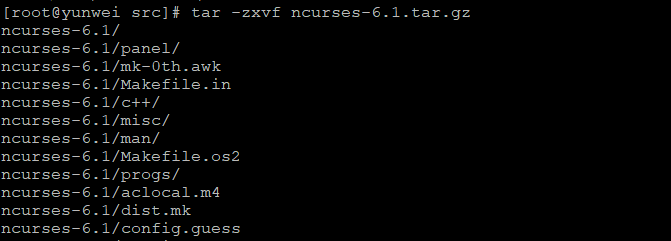 [root@yunwei src]# tar -zxvf ncurses-6.1.tar.gz
ncurses-6.1/
ncurses-6.1/panel/
ncurses-6.1/mk-0th.awk
ncurses-6.1/Makefile.in
ncurses-6.1/c++/
ncurses-6.1/misc/
ncurses-6.1/man/
ncurses-6.1/Makefile.os2
ncurses-6.1/progs/
ncurses-6.1/aclocal.m4
ncurses-6.1/dist.mk
ncurses-6.1/config.guess